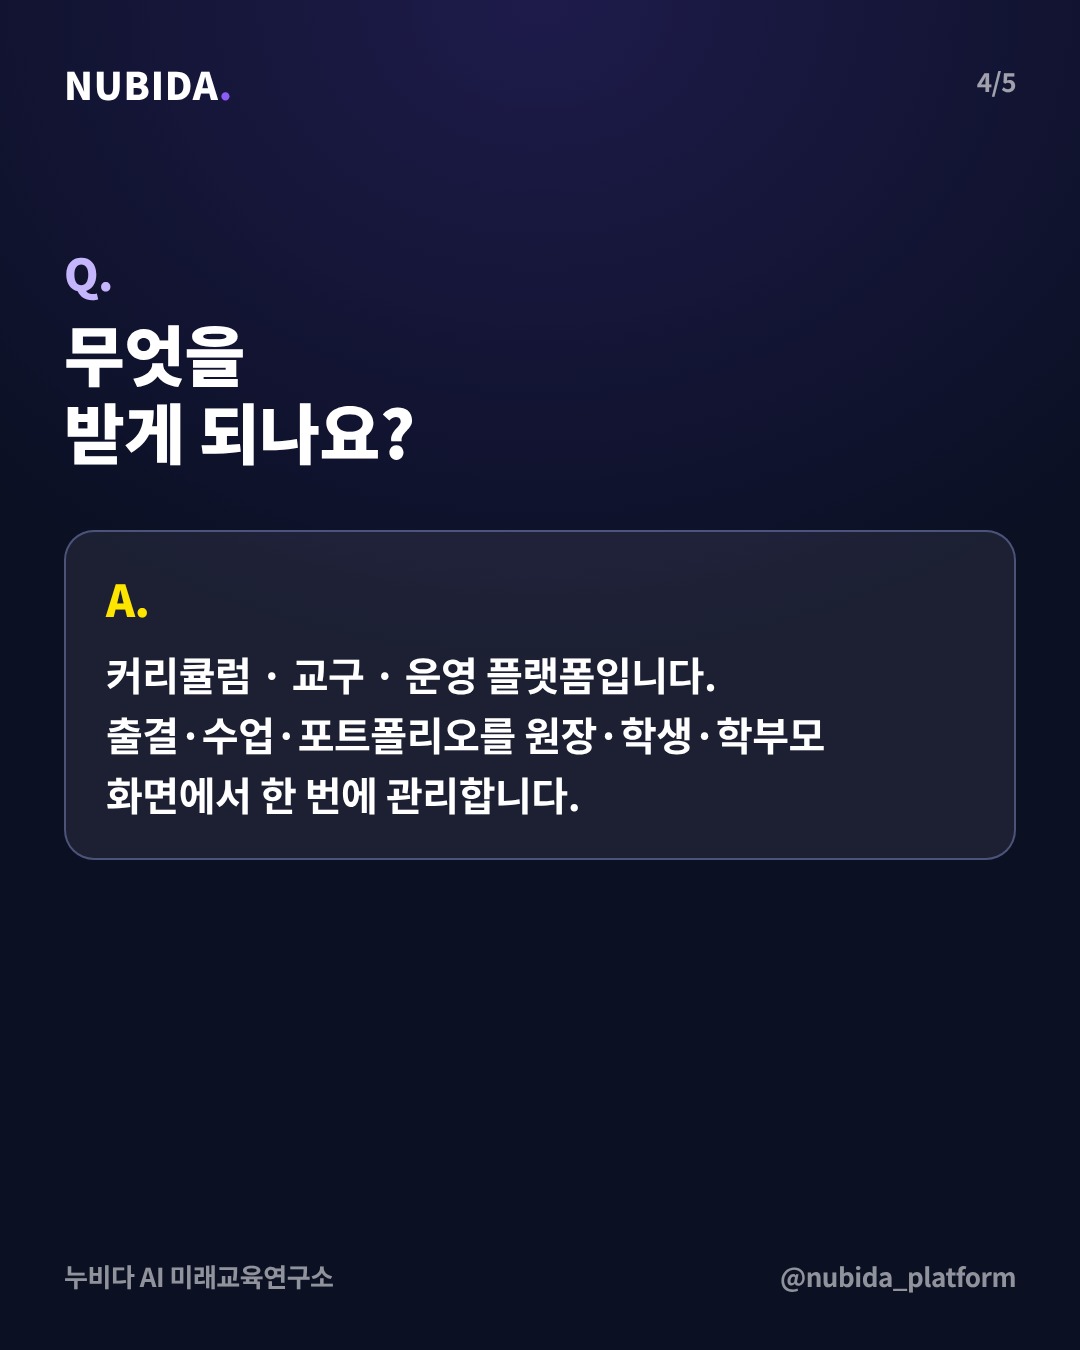 NUBIDA.
4/5
Q.
무엇을
받게 되나요?
A.
커리큘럼 · 교구 · 운영 플랫폼입니다.
출결·수업·포트폴리오를 원장·학생·학부모
화면에서 한 번에 관리합니다.
누비다 AI 미래교육연구소
@nubida_platform